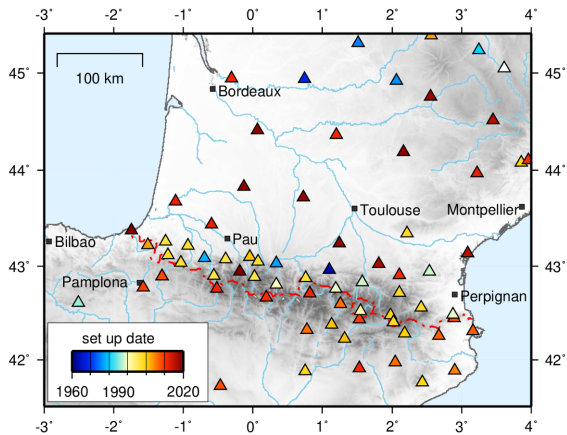 -3˚ -2˚ -1˚ 0˚ 1˚ 2˚ 3˚ 4˚
45˚ 45˚
100 km
Bordeaux
44˚ 44˚
Toulouse
Montpellier
Bilbao
Pau
43˚ 43˚
Pamplona
Perpignan
set up date
1960 1990 2020
42˚ 42˚
-3˚ -2˚ -1˚ 0˚ 1˚ 2˚ 3˚ 4˚